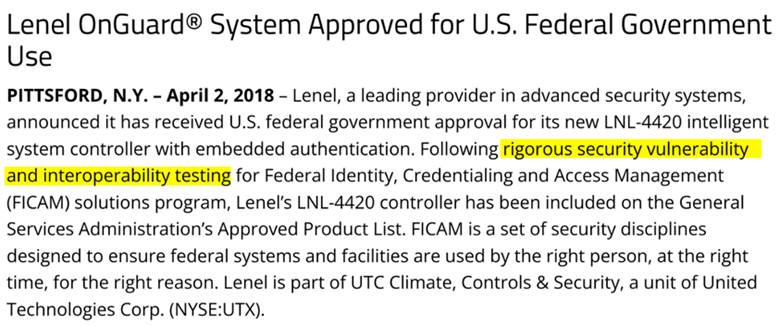 Lenel OnGuard® System Approved for U.S. Federal Government
Use
PITTSFORD, N.Y. – April 2, 2018 – Lenel, a leading provider in advanced security systems,
announced it has received U.S. federal government approval for its new LNL-4420 intelligent
system controller with embedded authentication. Following rigorous security vulnerability
and interoperability testing for Federal Identity, Credentialing and Access Management
(FICAM) solutions program, Lenel’s LNL-4420 controller has been included on the General
Services Administration’s Approved Product List. FICAM is a set of security disciplines
designed to ensure federal systems and facilities are used by the right person, at the right
time, for the right reason. Lenel is part of UTC Climate, Controls & Security, a unit of United
Technologies Corp. (NYSE:UTX).